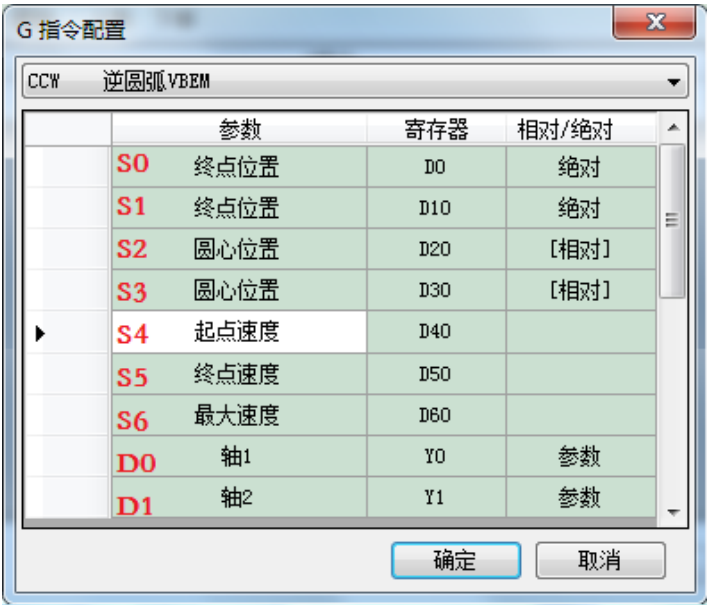 G 指令配置
CCW 逆圆弧VBEM
参数 寄存器 相对/绝对
S0 终点位置 D0 绝对
S1 终点位置 D10 绝对
S2 圆心位置 D20 [相对]
S3 圆心位置 D30 [相对]
S4 起点速度 D40
S5 终点速度 D50
S6 最大速度 D60
D0 轴1 Y0 参数
D1 轴2 Y1 参数
确定 取消